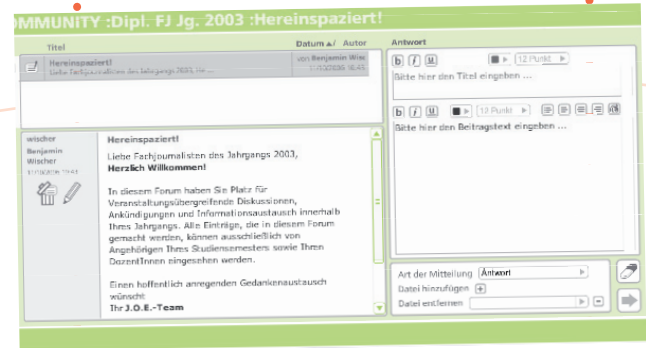 OMMUNITY :Dipl. FJ Jg. 2003 :Hereinspaziert!
Titel
Datum
Autor
Hereinspaziert!
Liebe Fachjournalisten des Jahrgangs 2003,
von Benjamin Wisc
Antwort
12 Punkt
Bitte hier den Titel eingeben ...
12 Punkt
Bitte hier den Beitragstext eingeben ...
wischer
Benjamin
Wischer
Hereinspaziert!
Liebe Fachjournalisten des Jahrgangs 2003,
Herzlich Willkommen!
In diesem Forum haben Sie Platz für
Veranstaltungsübergreifende Diskussionen,
Ankündigungen und Informationsaustausch innerhalb
Ihres Jahrgangs. Alle Einträge, die in diesem Forum
gemacht werden, können ausschließlich von
Angehörigen Ihres Studiensemesters sowie Ihren
DozentInnen eingesehen werden.
Einen hoffentlich anregenden Gedankenaustausch
wünscht
Ihr J.O.E.-Team
Art der Mitteilung
Antwort
Datei hinzufügen
Datei entfernen